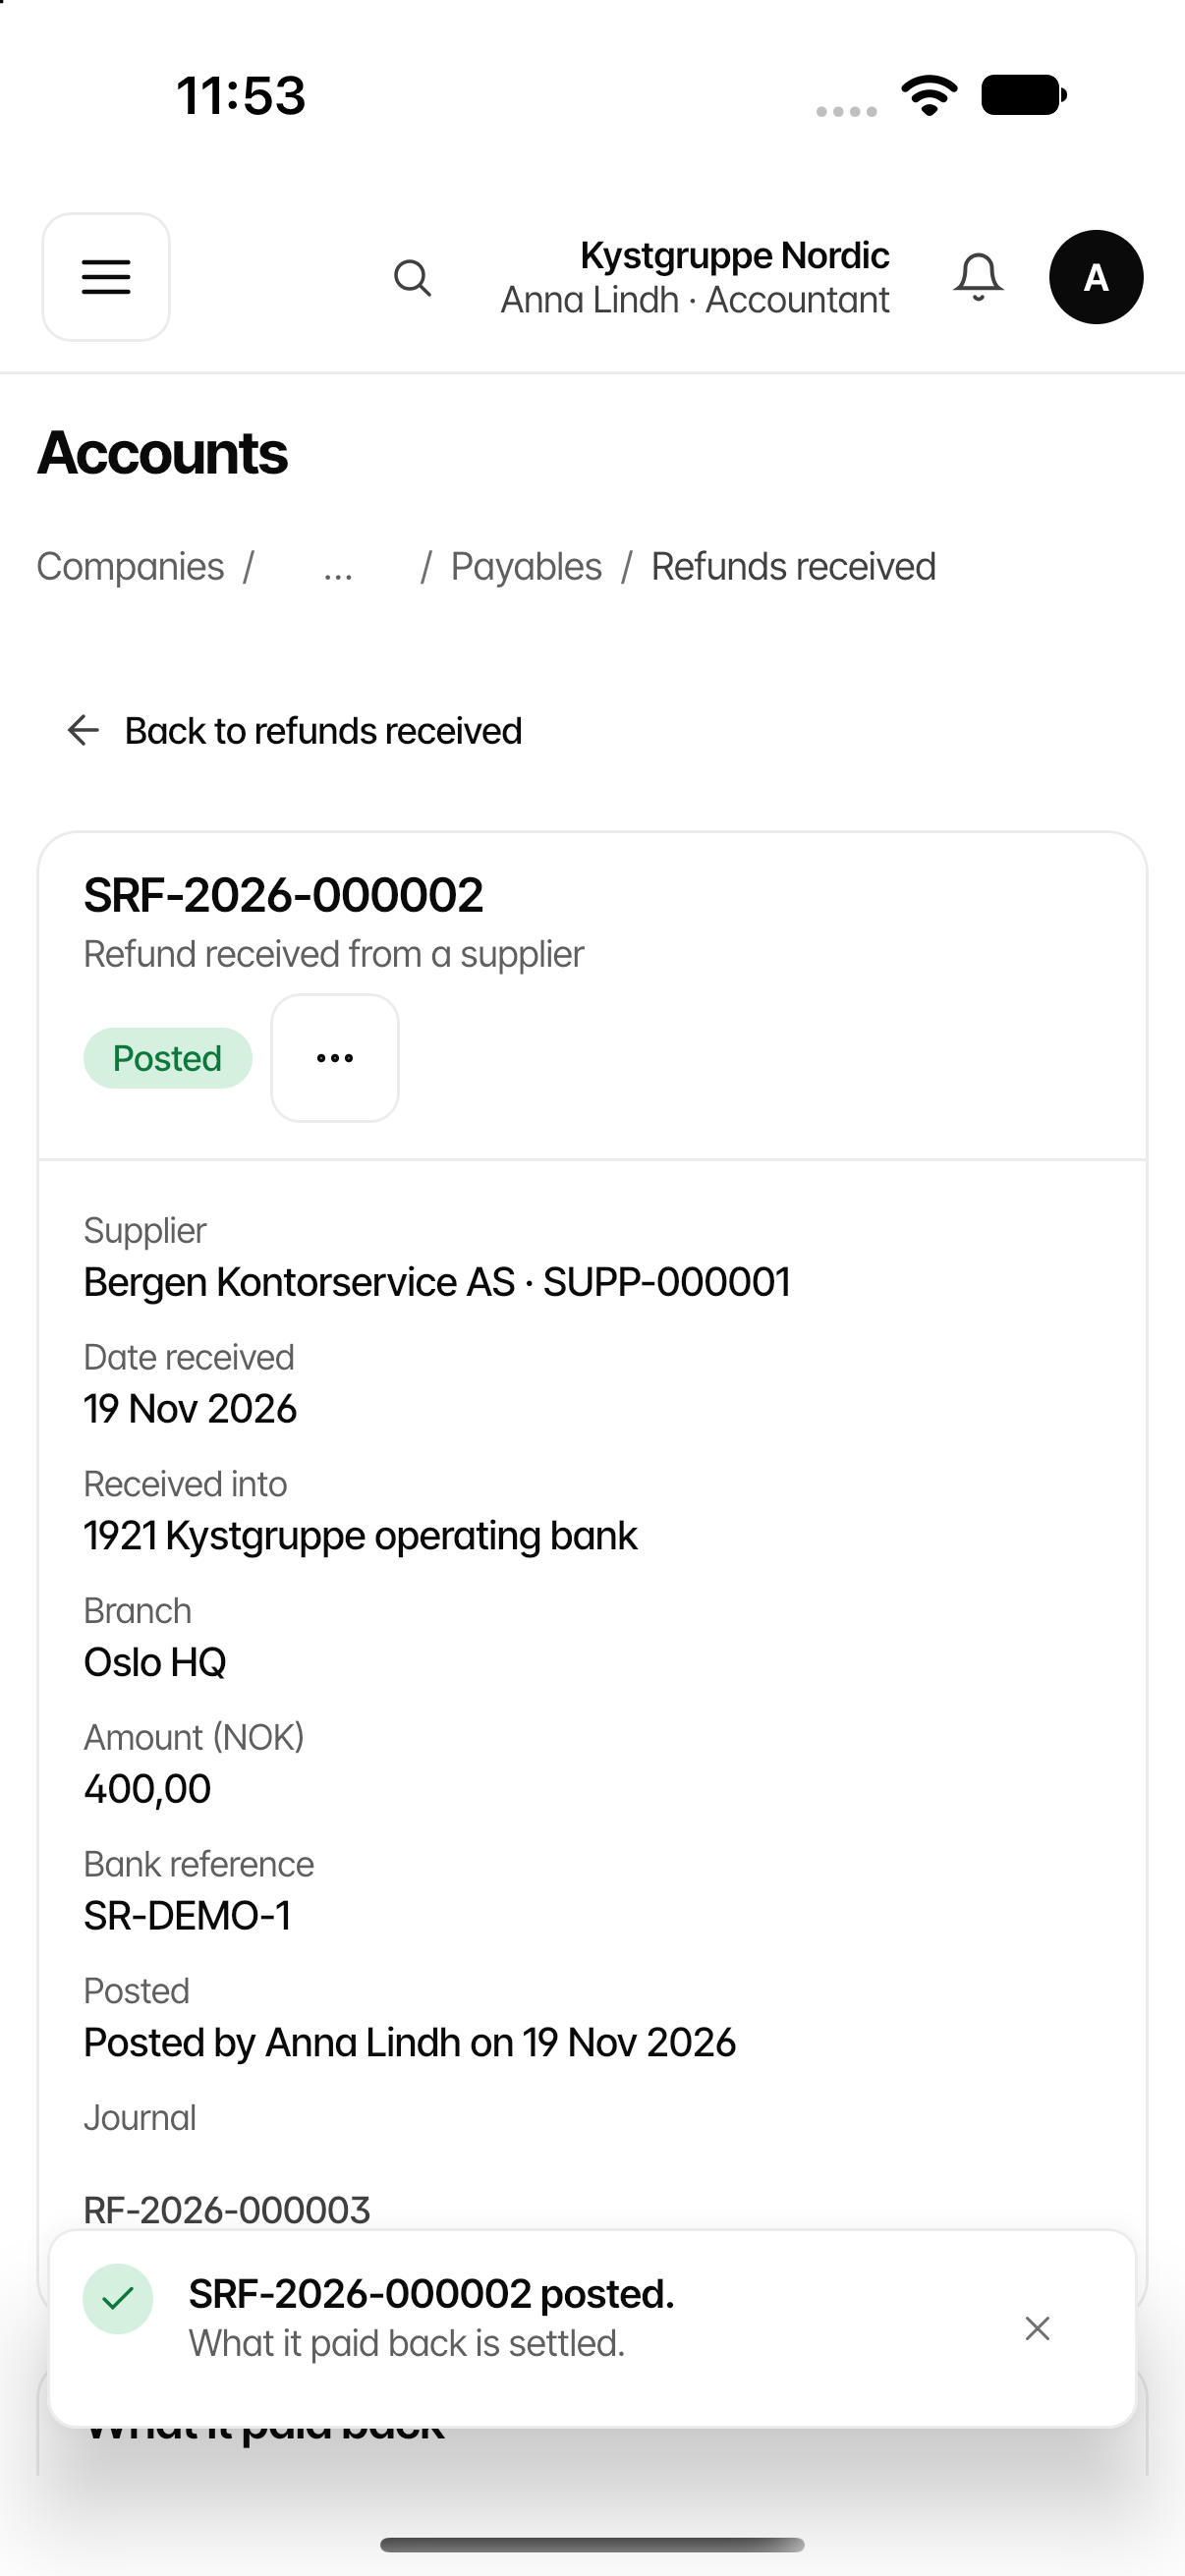 11:53
Kystgruppe Nordic
Anna Lindh · Accountant
A
Accounts
Companies / ... / Payables / Refunds received
Back to refunds received
SRF-2026-000002
Refund received from a supplier
Posted
Supplier
Bergen Kontorservice AS · SUPP-000001
Date received
19 Nov 2026
Received into
1921 Kystgruppe operating bank
Branch
Oslo HQ
Amount (NOK)
400,00
Bank reference
SR-DEMO-1
Posted
Posted by Anna Lindh on 19 Nov 2026
Journal
RF-2026-000003
SRF-2026-000002 posted.
What it paid back is settled.
What it paid back